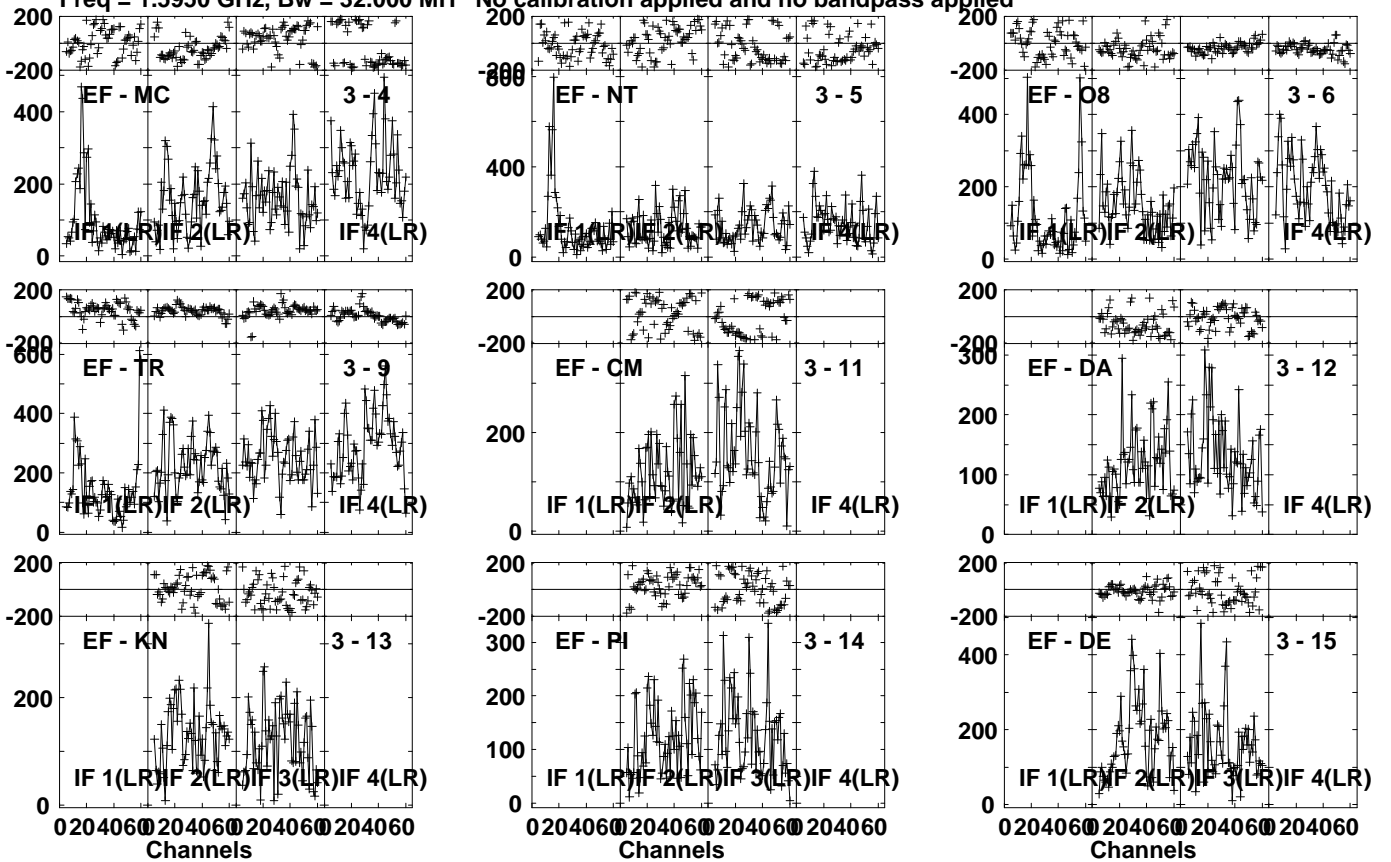 Freq = 1.5950 GHz, Bw = 32.000 MH No calibration applied and no bandpass applied
200
-200
EF - MC 3 - 4
400
200
0
IF 1(LR) IF 2(LR) IF 4(LR)
200
-200
600
EF - NT 3 - 5
400
200
0
IF 1(LR) IF 2(LR) IF 4(LR)
200
-200
EF - O8 3 - 6
400
200
0
IF 1(LR) IF 2(LR) IF 4(LR)
200
-200
600
EF - TR 3 - 9
400
200
0
IF 1(LR) IF 2(LR) IF 4(LR)
200
-200
EF - CM 3 - 11
200
0
IF 1(LR) IF 2(LR) IF 4(LR)
200
-200
300
EF - DA 3 - 12
200
100
0
IF 1(LR) IF 2(LR) IF 4(LR)
200
-200
EF - KN 3 - 13
200
0
IF 1(LR) IF 2(LR) IF 3(LR) IF 4(LR)
0 20 40 60 0 20 40 60 0 20 40 60 0 20 40 60
Channels
200
-200
EF - PI 3 - 14
300
200
100
0
IF 1(LR) IF 2(LR) IF 3(LR) IF 4(LR)
0 20 40 60 0 20 40 60 0 20 40 60 0 20 40 60
Channels
200
-200
EF - DE 3 - 15
400
200
0
IF 1(LR) IF 2(LR) IF 3(LR) IF 4(LR)
0 20 40 60 0 20 40 60 0 20 40 60 0 20 40 60
Channels